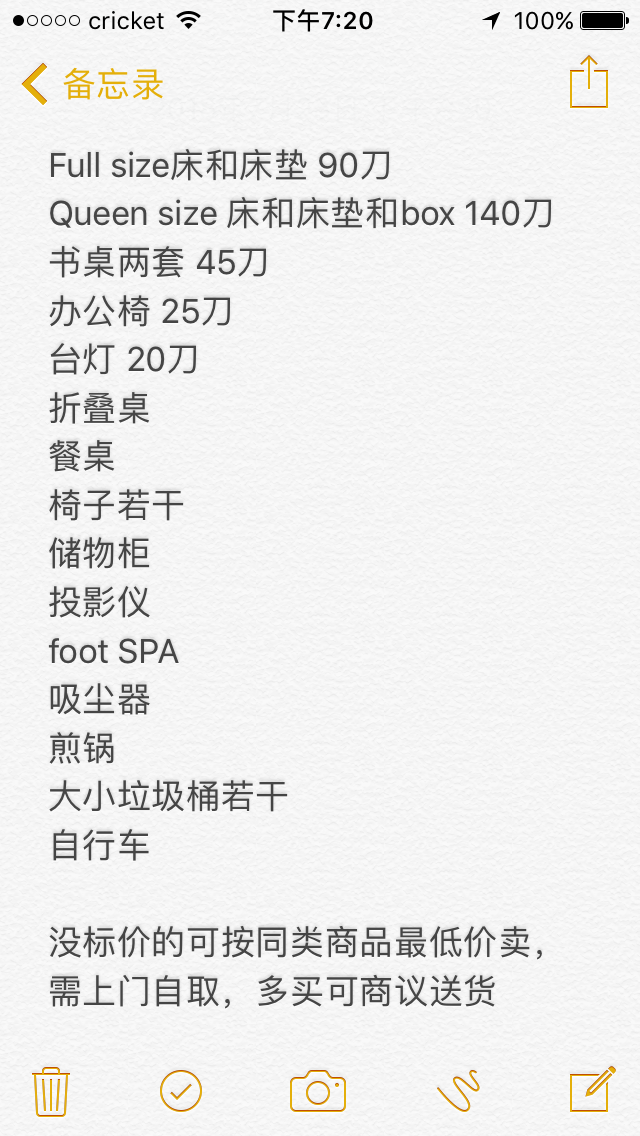 cricket 下午7:20 100%
备忘录
Full size床和床垫 90刀
Queen size 床和床垫和box 140刀
书桌两套 45刀
办公椅 25刀
台灯 20刀
折叠桌
餐桌
椅子若干
储物柜
投影仪
foot SPA
吸尘器
煎锅
大小垃圾桶若干
自行车
没标价的可按同类商品最低价卖，
需上门自取，多买可商议送货